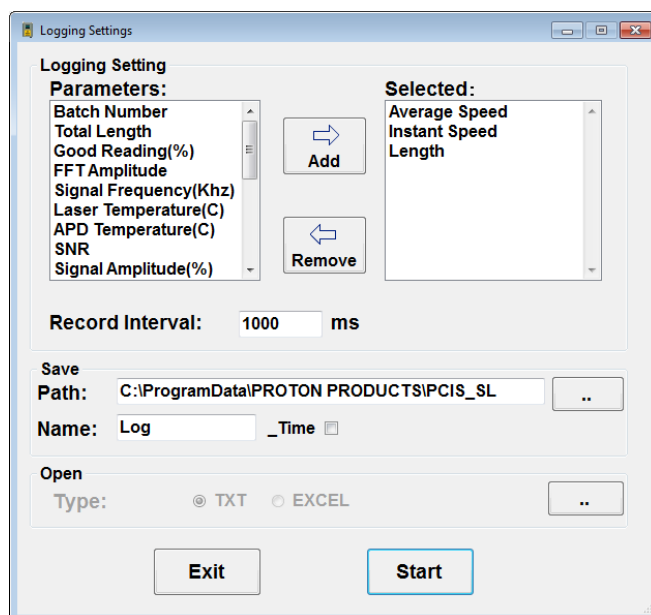 Logging Settings
Logging Setting
Parameters:
Batch Number
Total Length
Good Reading(%)
FFT Amplitude
Signal Frequency(Khz)
Laser Temperature(C)
APD Temperature(C)
SNR
Signal Amplitude(%)
Add
Remove
Selected:
Average Speed
Instant Speed
Length
Record Interval: 1000 ms
Save
Path: C:\ProgramData\PROTON PRODUCTS\PCIS_SL ..
Name: Log _Time
Open
Type: TXT EXCEL ..
Exit Start